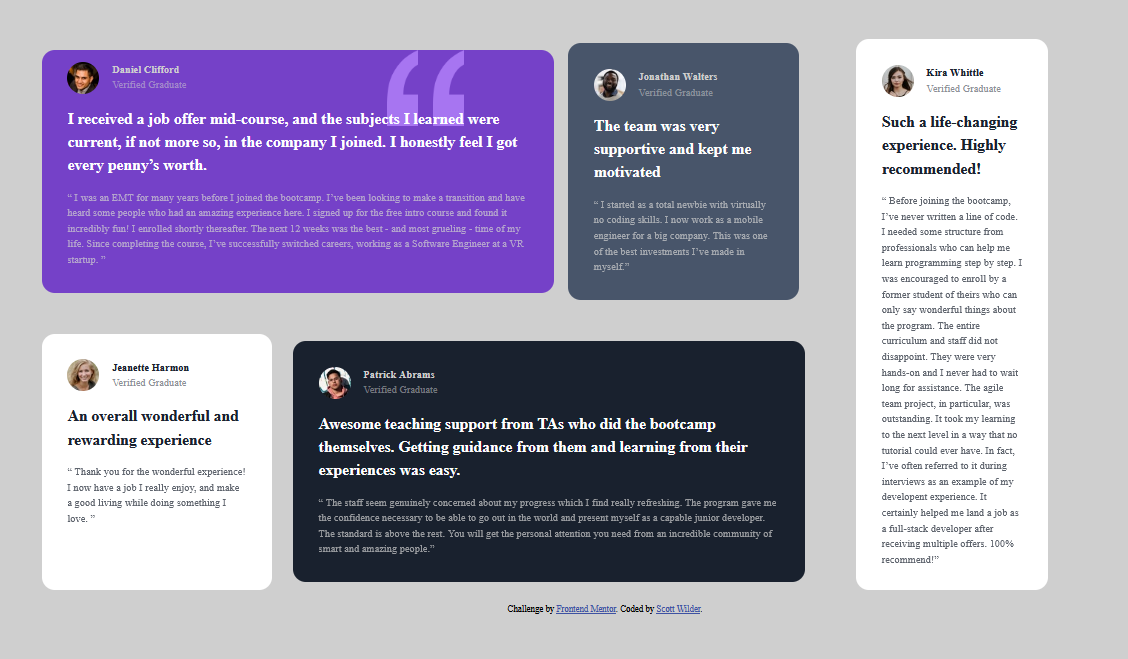 Daniel Clifford
Verified Graduate
I received a job offer mid-course, and the subjects I learned were
current, if not more so, in the company I joined. I honestly feel I got
every penny’s worth.
“ I was an EMT for many years before I joined the bootcamp. I’ve been looking to make a transition and have
heard some people who had an amazing experience here. I signed up for the free intro course and found it
incredibly fun! I enrolled shortly thereafter. The next 12 weeks was the best - and most grueling - time of my
life. Since completing the course, I’ve successfully switched careers, working as a Software Engineer at a VR
startup. ”
Jonathan Walters
Verified Graduate
The team was very
supportive and kept me
motivated
“ I started as a total newbie with virtually
no coding skills. I now work as a mobile
engineer for a big company. This was one
of the best investments I’ve made in
myself.”
Kira Whittle
Verified Graduate
Such a life-changing
experience. Highly
recommended!
“ Before joining the bootcamp,
I’ve never written a line of code.
I needed some structure from
professionals who can help me
learn programming step by step. I
was encouraged to enroll by a
former student of theirs who can
only say wonderful things about
the program. The entire
curriculum and staff did not
disappoint. They were very
hands-on and I never had to wait
long for assistance. The agile
team project, in particular, was
outstanding. It took my learning
to the next level in a way that no
tutorial could ever have. In fact,
I’ve often referred to it during
interviews as an example of my
developent experience. It
certainly helped me land a job as
a full-stack developer after
receiving multiple offers. 100%
recommend!”
Jeanette Harmon
Verified Graduate
An overall wonderful and
rewarding experience
“ Thank you for the wonderful experience!
I now have a job I really enjoy, and make
a good living while doing something I
love. ”
Patrick Abrams
Verified Graduate
Awesome teaching support from TAs who did the bootcamp
themselves. Getting guidance from them and learning from their
experiences was easy.
“ The staff seem genuinely concerned about my progress which I find really refreshing. The program gave me
the confidence necessary to be able to go out in the world and present myself as a capable junior developer.
The standard is above the rest. You will get the personal attention you need from an incredible community of
smart and amazing people.”
Challenge by Frontend Mentor. Coded by Scott Wilder.